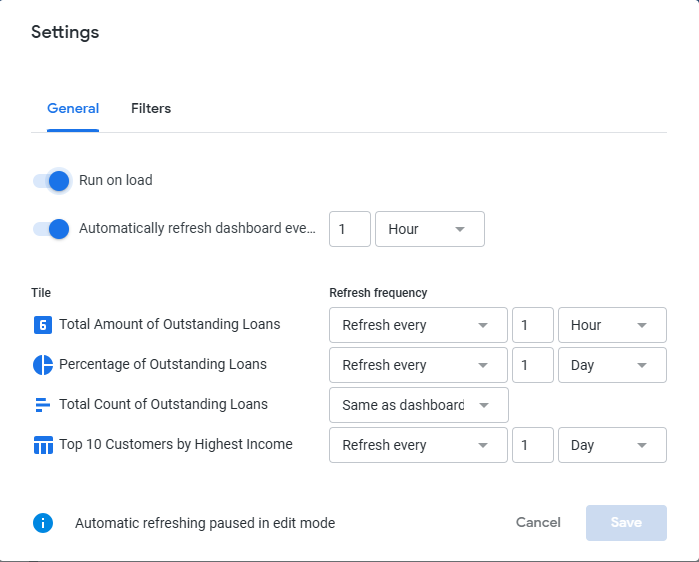 Settings
General Filters
Run on load
Automatically refresh dashboard eve... 1 Hour
Tile Refresh frequency
6 Total Amount of Outstanding Loans Refresh every 1 Hour
Percentage of Outstanding Loans Refresh every 1 Day
Total Count of Outstanding Loans Same as dashboard
Top 10 Customers by Highest Income Refresh every 1 Day
Automatic refreshing paused in edit mode Cancel Save